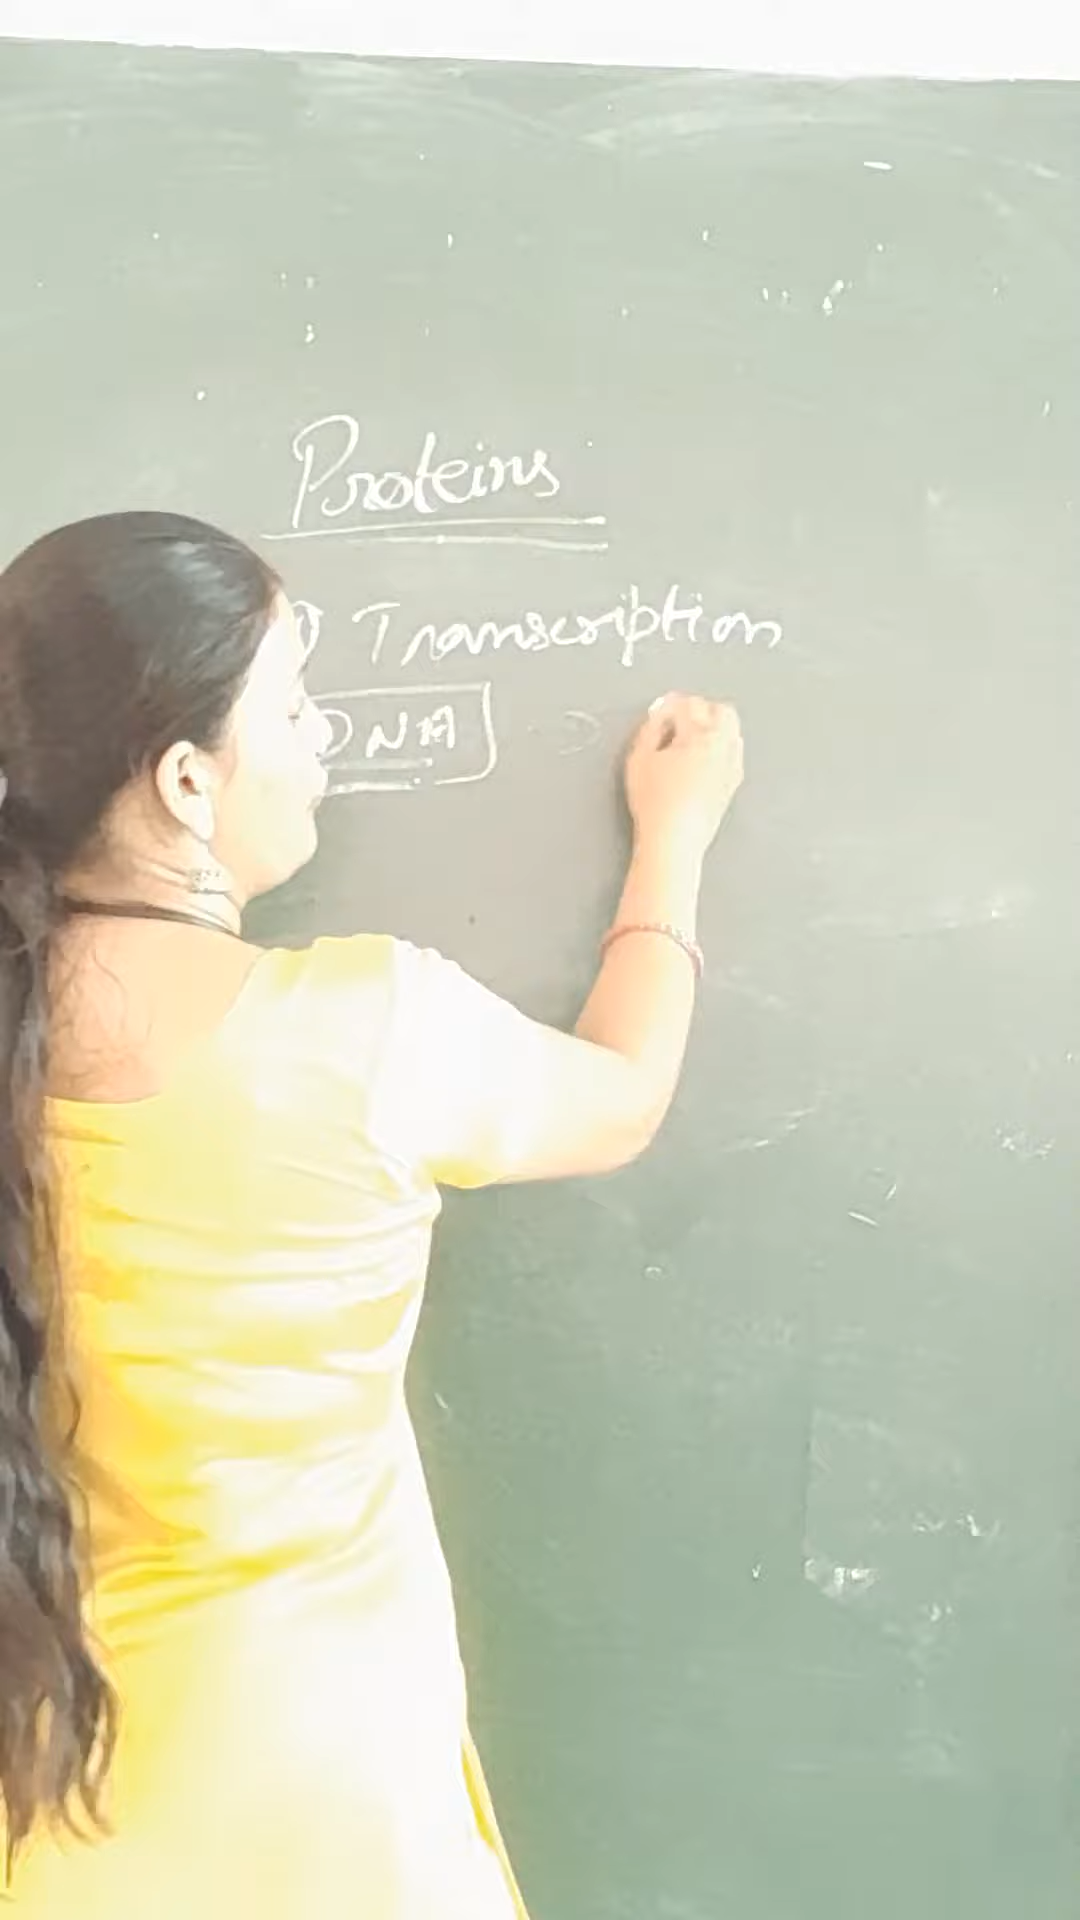 Proteins
1) Transcription
DNA →